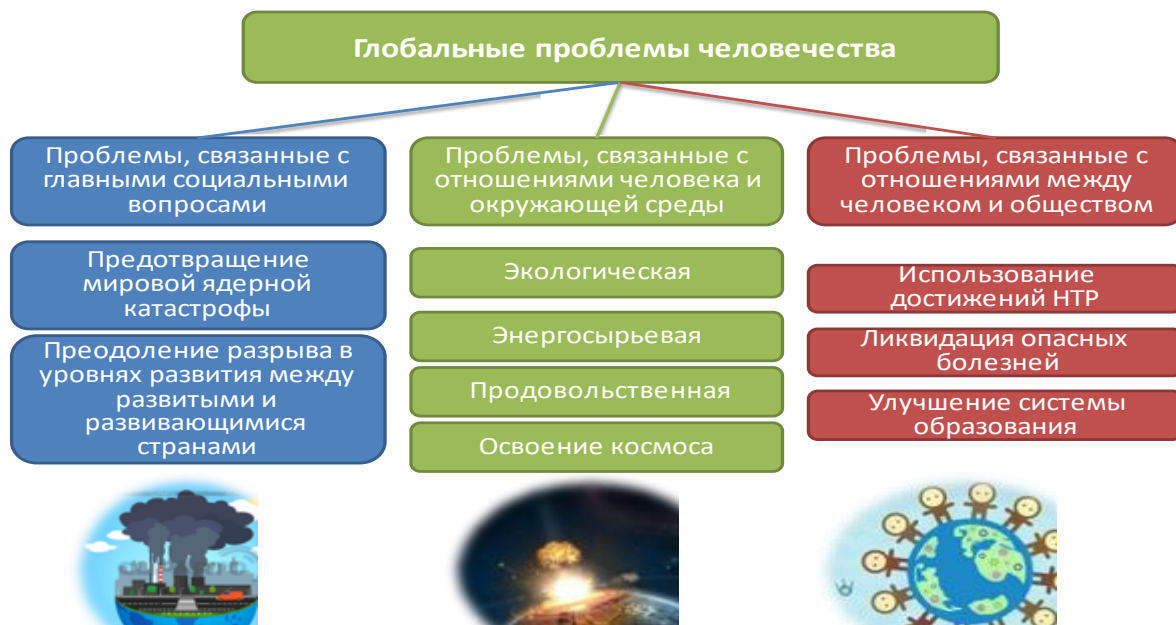 Глобальные проблемы человечества
Проблемы, связанные с
главными социальными
вопросами
Предотвращение
мировой ядерной
катастрофы
Преодоление разрыва в
уровнях развития между
развитыми и
развивающимися
странами
Проблемы, связанные с
отношениями человека и
окружающей среды
Экологическая
Энергосырьевая
Продовольственная
Освоение космоса
Проблемы, связанные с
отношениями между
человеком и обществом
Использование
достижений НТР
Ликвидация опасных
болезней
Улучшение системы
образования